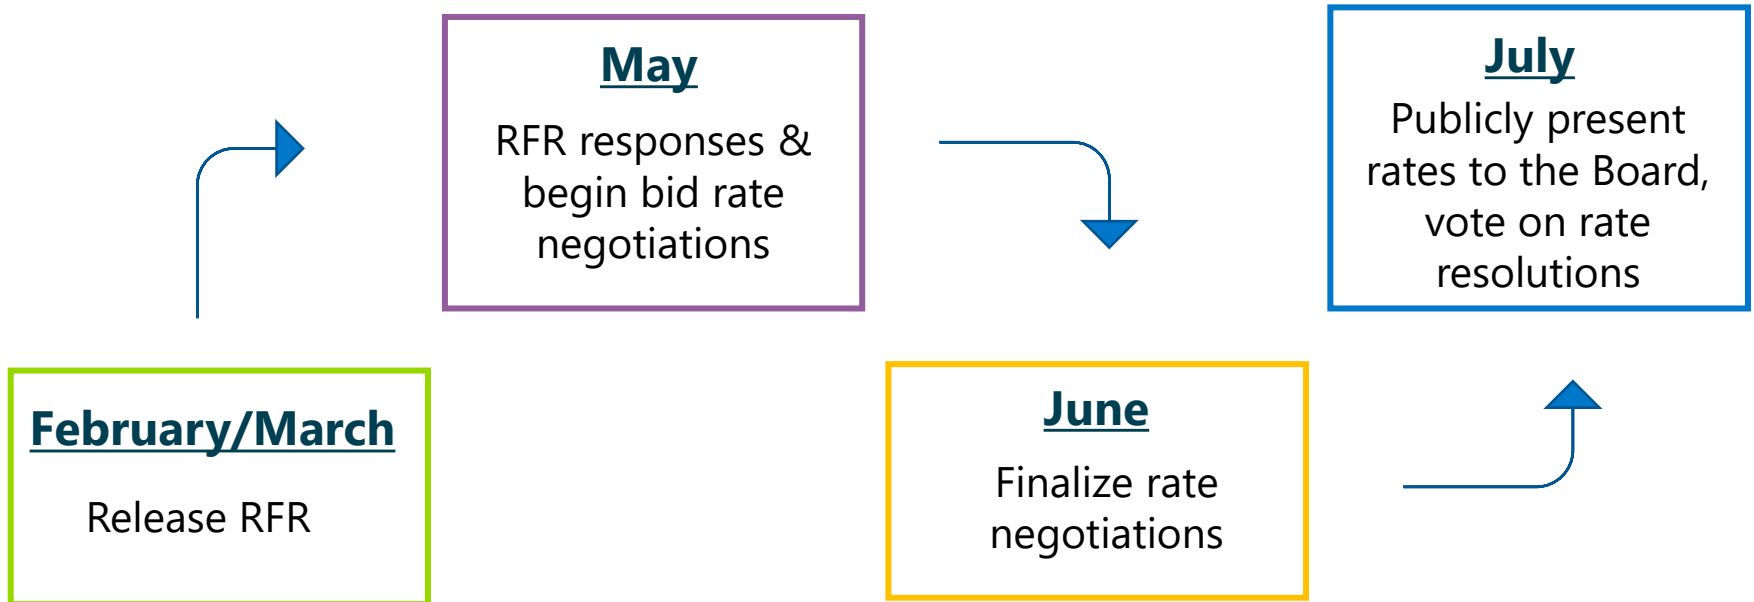 February/March
Release RFR
May
RFR responses &
begin bid rate
negotiations
June
Finalize rate
negotiations
July
Publicly present
rates to the Board,
vote on rate
resolutions